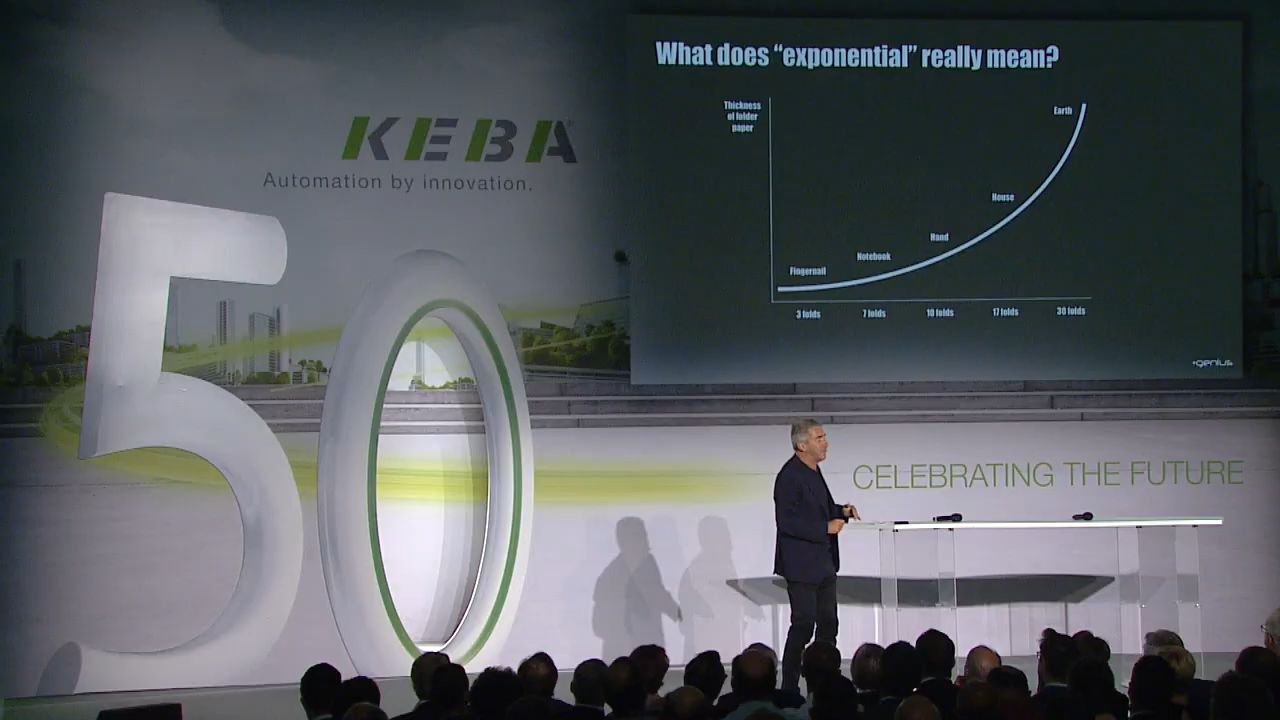 What does “exponential” really mean?
Thickness
of folder
paper
Earth
House
Hand
Notebook
Fingernail
3 folds
7 folds
10 folds
17 folds
30 folds
+genius
KEBA
Automation by innovation.
50
CELEBRATING THE FUTURE